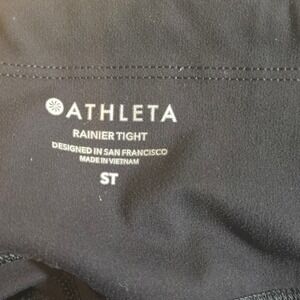 ATHLETA
RAINIER TIGHT
DESIGNED IN SAN FRANCISCO
MADE IN VIETNAM
ST